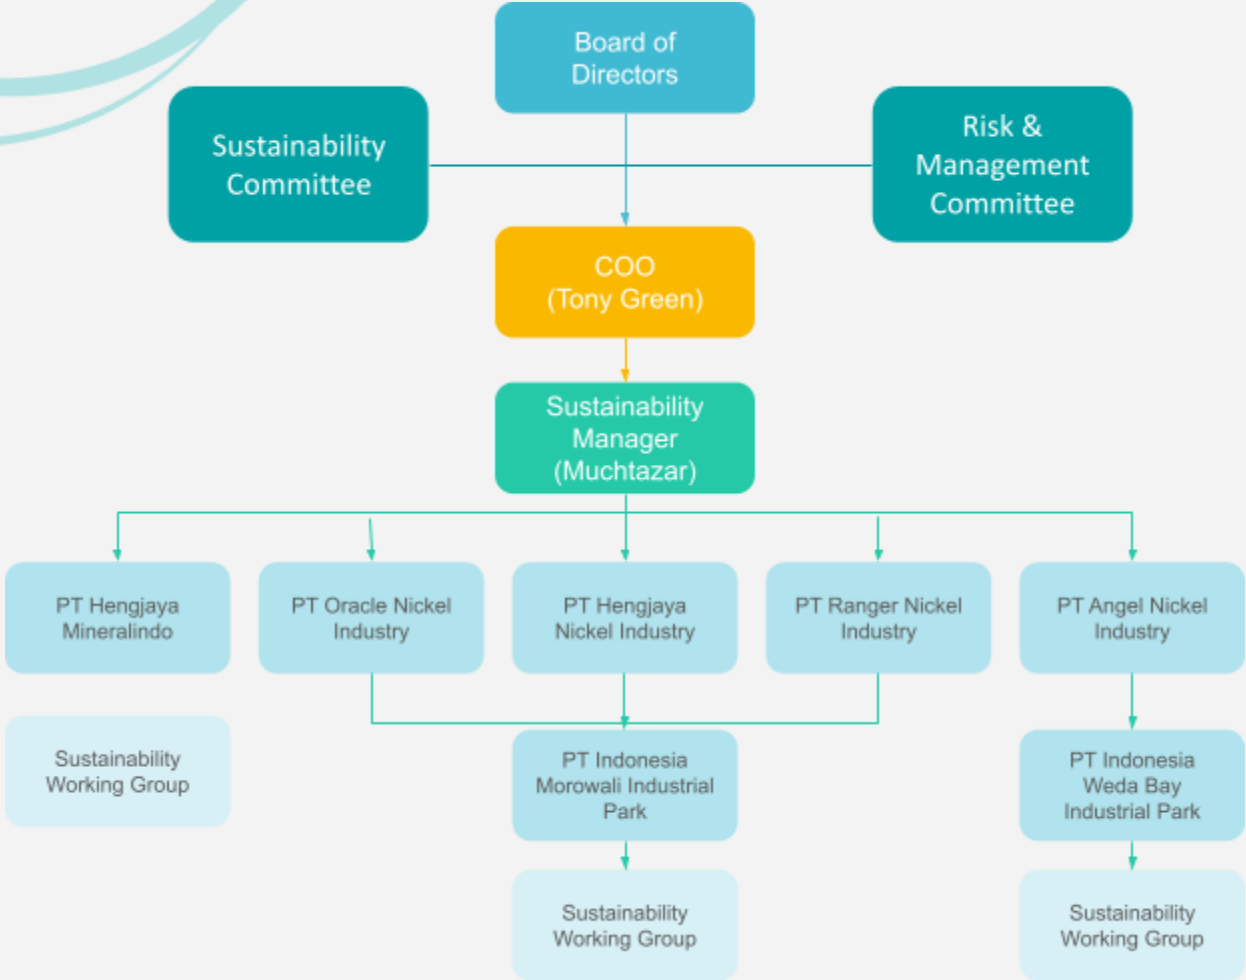 Board of
Directors
Sustainability
Committee
Risk &
Management
Committee
COO
(Tony Green)
Sustainability
Manager
(Muchtazar)
PT Hengjaya
Mineralindo
PT Oracle Nickel
Industry
PT Hengjaya
Nickel Industry
PT Ranger Nickel
Industry
PT Angel Nickel
Industry
Sustainability
Working Group
PT Indonesia
Morowali Industrial
Park
PT Indonesia
Weda Bay
Industrial Park
Sustainability
Working Group
Sustainability
Working Group